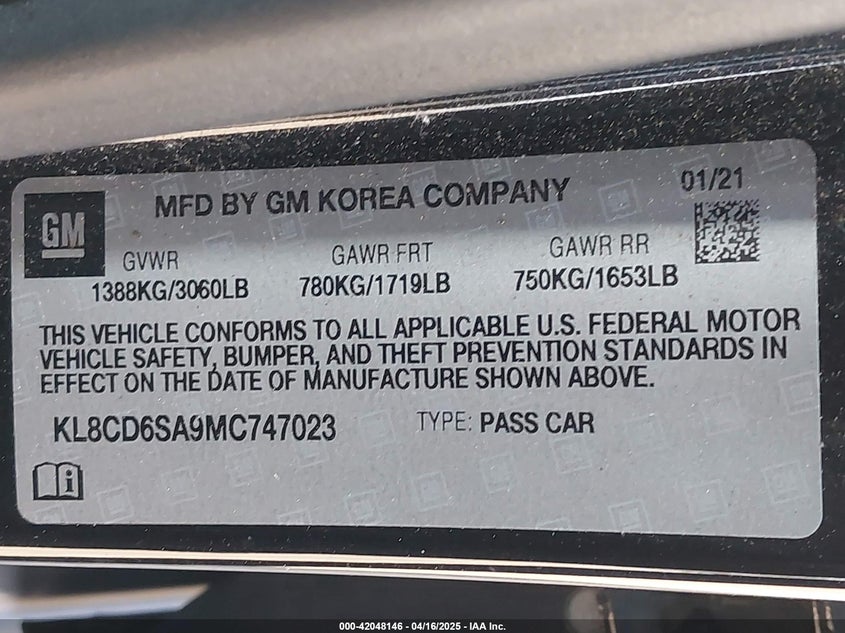 MFD BY GM KOREA COMPANY 01/21
GM
GVWR GAWR FRT GAWR RR
1388KG/3060LB 780KG/1719LB 750KG/1653LB
THIS VEHICLE CONFORMS TO ALL APPLICABLE U.S. FEDERAL MOTOR
VEHICLE SAFETY, BUMPER, AND THEFT PREVENTION STANDARDS IN
EFFECT ON THE DATE OF MANUFACTURE SHOWN ABOVE.
KL8CD6SA9MC747023 TYPE: PASS CAR
000-42048146 - 04/16/2025 - IAA Inc.